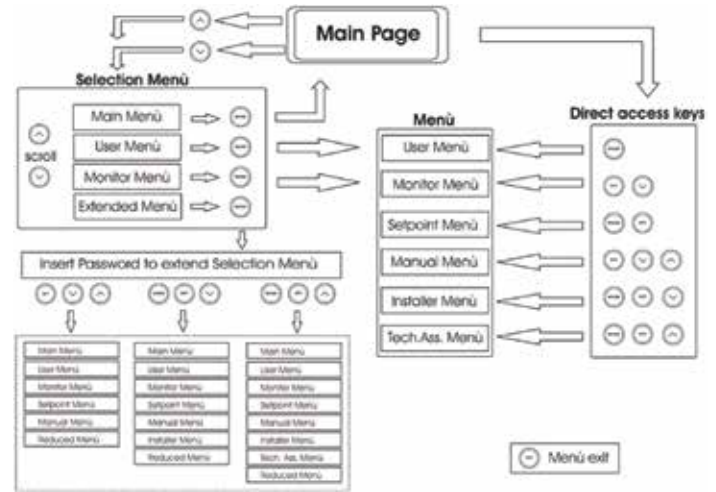 Main Page
Selection Menù
Main Menù
User Menù
Monitor Menù
Extended Menù
scroll
Insert Password to extend Selection Menù
Main Menù
User Menù
Monitor Menù
Setpoint Menù
Manual Menù
Reduced Menù
Main Menù
User Menù
Monitor Menù
Setpoint Menù
Manual Menù
Installer Menù
Reduced Menù
Main Menù
User Menù
Monitor Menù
Setpoint Menù
Manual Menù
Installer Menù
Tech. Ass. Menù
Reduced Menù
Menù
User Menù
Monitor Menù
Setpoint Menù
Manual Menù
Installer Menù
Tech.Ass. Menù
Direct access keys
Menù exit